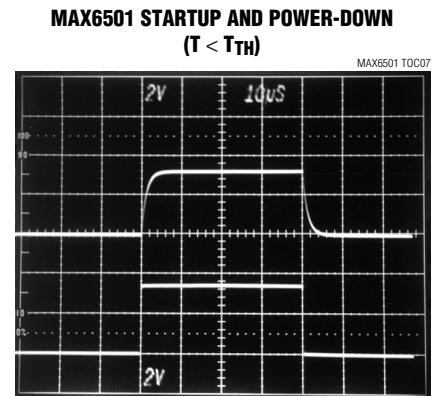 MAX6501 STARTUP AND POWER-DOWN
(T < TTH)
MAX6501 TOC07
2V 10uS
100
90
10
0%
2V